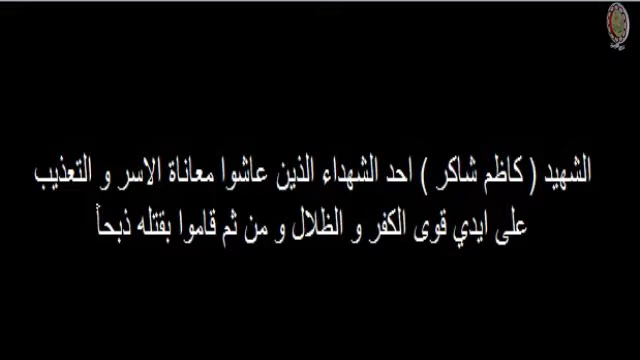 الشهيد ( كاظم شاكر ) احد الشهداء الذين عاشوا معاناة الاسر و التعذيب
على ايدي قوى الكفر و الظلال و من ثم قاموا بقتله ذبحاً